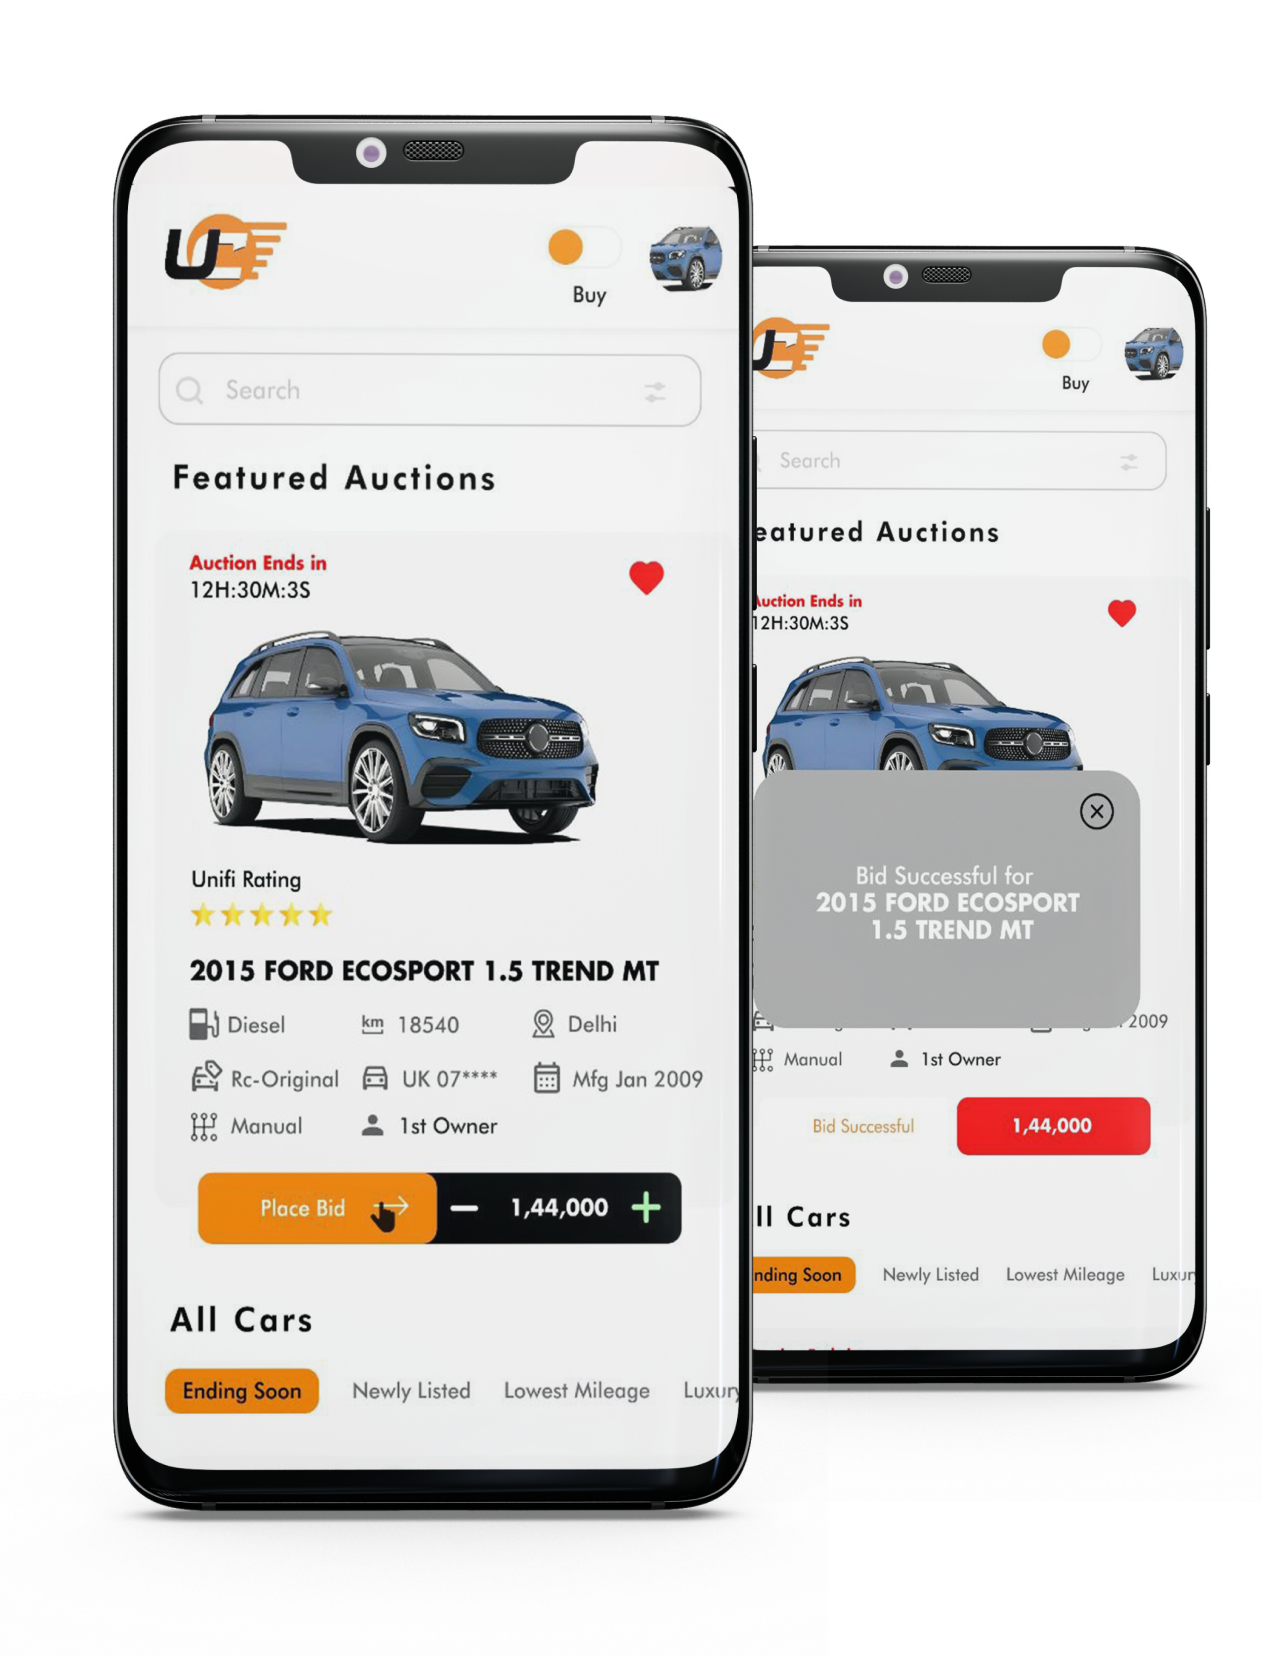 UC
Buy
Search
Featured Auctions
Auction Ends in
12H:30M:3S
Unifi Rating
2015 FORD ECOSPORT 1.5 TREND MT
Diesel
km 18540
Delhi
Rc-Original
UK 07****
Mfg Jan 2009
Manual
1st Owner
Place Bid
1,44,000
All Cars
Ending Soon
Newly Listed
Lowest Mileage
Luxury
Buy
Search
eatured Auctions
Auction Ends in
12H:30M:3S
Bid Successful for
2015 FORD ECOSPORT
1.5 TREND MT
2009
Manual
1st Owner
Bid Successful
1,44,000
ll Cars
nding Soon
Newly Listed
Lowest Mileage
Luxur